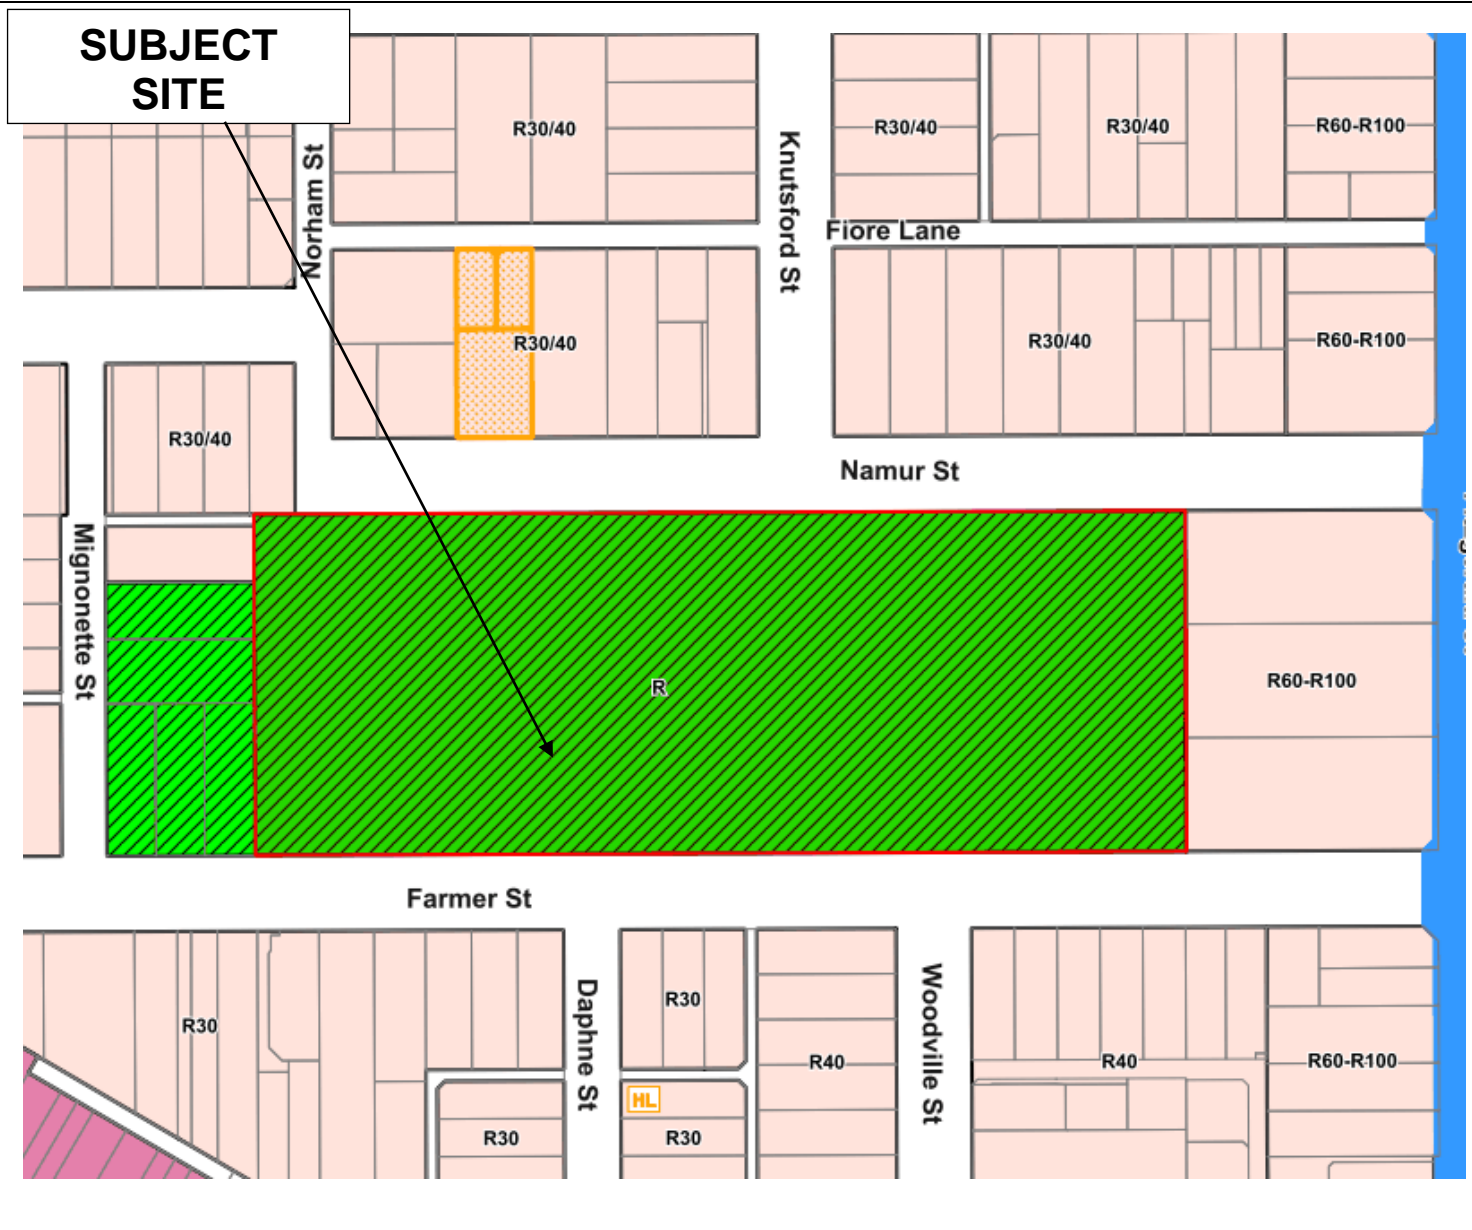 SUBJECT
SITE
R30/40
R30/40
R30/40
R60-R100
Norham St
Knutsford St
Fiore Lane
R30/40
R30/40
R60-R100
R30/40
Namur St
Mignonette St
R
R60-R100
Farmer St
R30
Daphne St
R30
R40
Woodville St
R40
R60-R100
HL
R30
R30